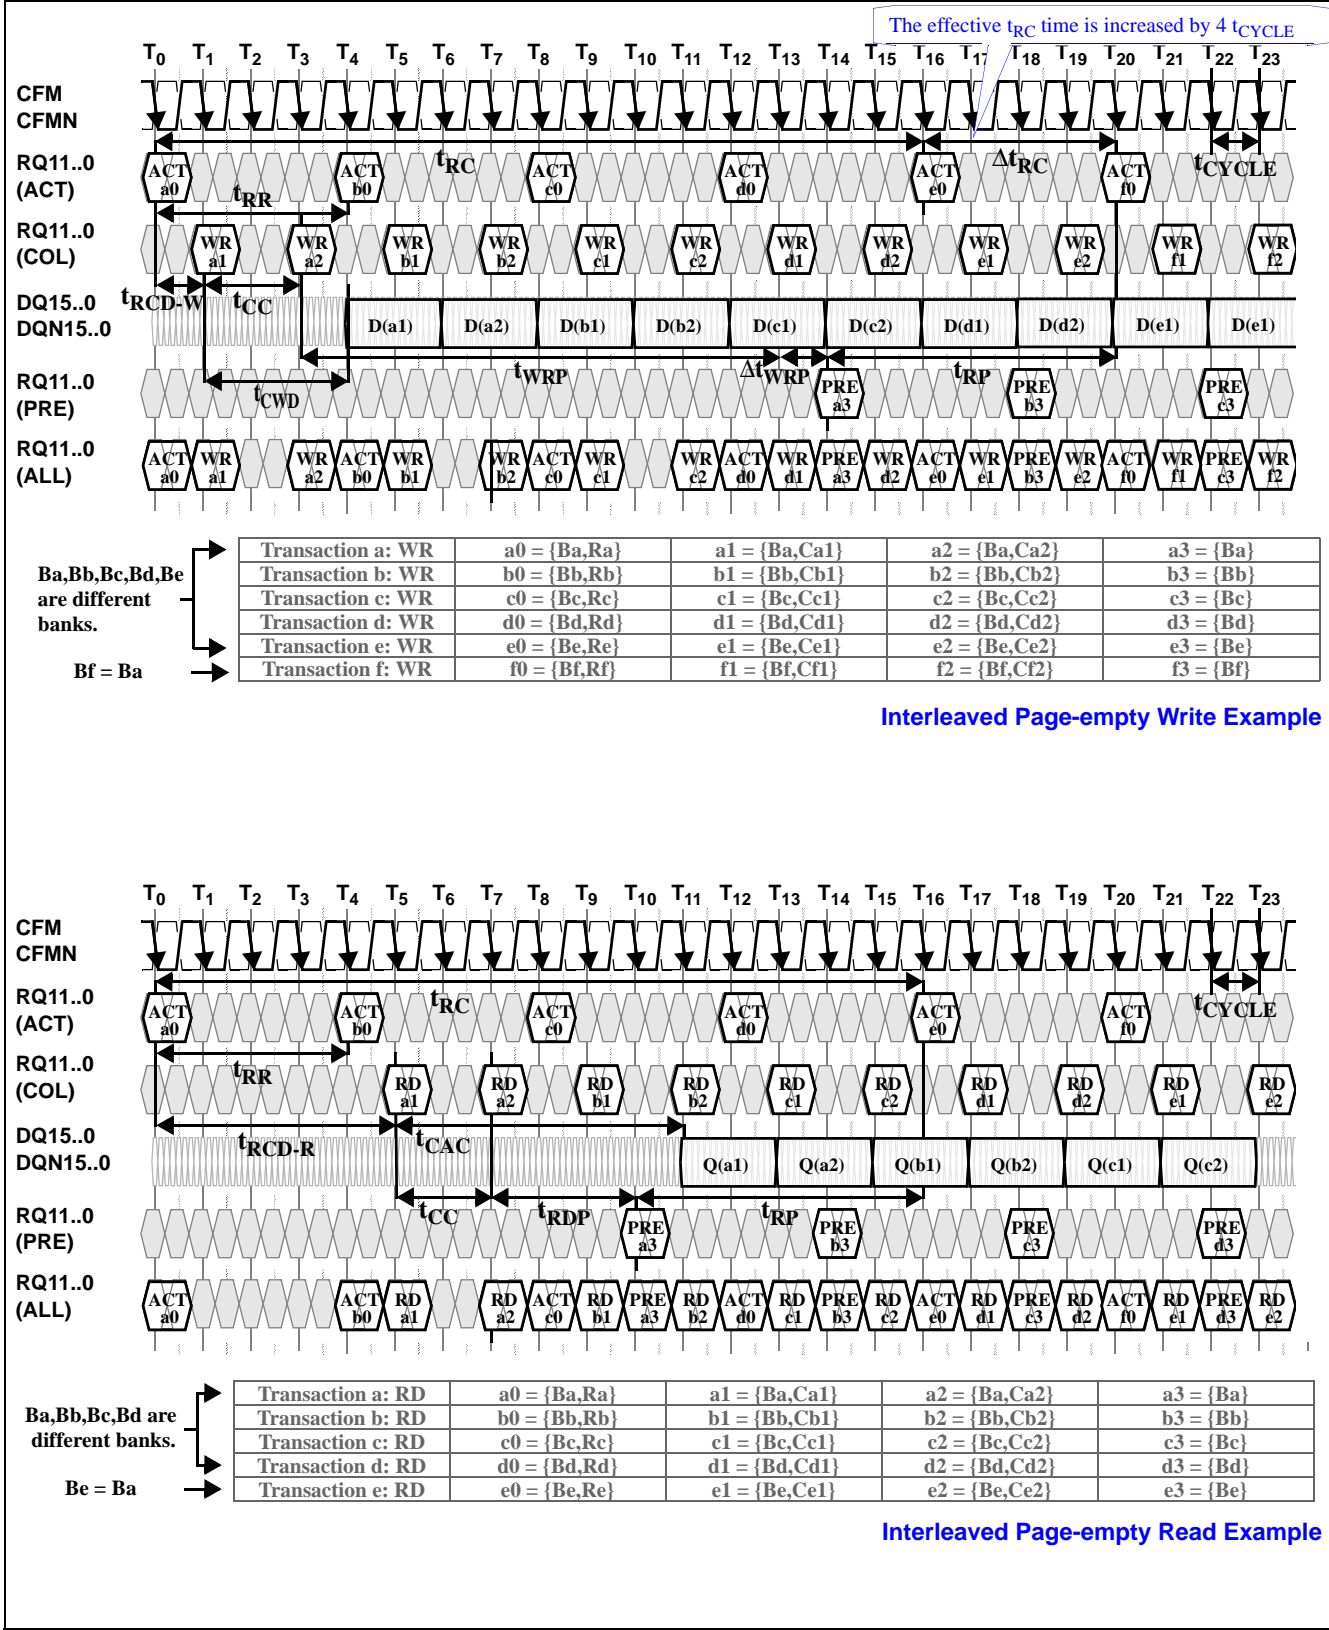 The effective tRC time is increased by 4 tCYCLE
T0 T1 T2 T3 T4 T5 T6 T7 T8 T9 T10 T11 T12 T13 T14 T15 T16 T17 T18 T19 T20 T21 T22 T23
CFM
CFMN
tRC ΔtRC tCYCLE
RQ11..0
(ACT)
ACT a0 ACT b0 ACT c0 ACT d0 ACT e0 ACT f0
tRR
RQ11..0
(COL)
WR a1 WR a2 WR b1 WR b2 WR c1 WR c2 WR d1 WR d2 WR e1 WR e2 WR f1 WR f2
tRCD-W tCC
DQ15..0
DQN15..0
D(a1) D(a2) D(b1) D(b2) D(c1) D(c2) D(d1) D(d2) D(e1) D(e1)
tCWD tWRP ΔtWRP tRP
RQ11..0
(PRE)
PRE a3 PRE b3 PRE c3
RQ11..0
(ALL)
ACT a0 WR a1 WR a2 ACT b0 WR b1 WR b2 ACT c0 WR c1 WR c2 ACT d0 WR d1 PRE a3 WR d2 ACT e0 WR e1 PRE b3 WR e2 ACT f0 WR f1 PRE c3 WR f2
Ba,Bb,Bc,Bd,Be
are different
banks.
Bf = Ba
Transaction a: WR a0 = {Ba,Ra} a1 = {Ba,Ca1} a2 = {Ba,Ca2} a3 = {Ba}
Transaction b: WR b0 = {Bb,Rb} b1 = {Bb,Cb1} b2 = {Bb,Cb2} b3 = {Bb}
Transaction c: WR c0 = {Bc,Rc} c1 = {Bc,Cc1} c2 = {Bc,Cc2} c3 = {Bc}
Transaction d: WR d0 = {Bd,Rd} d1 = {Bd,Cd1} d2 = {Bd,Cd2} d3 = {Bd}
Transaction e: WR e0 = {Be,Re} e1 = {Be,Ce1} e2 = {Be,Ce2} e3 = {Be}
Transaction f: WR f0 = {Bf,Rf} f1 = {Bf,Cf1} f2 = {Bf,Cf2} f3 = {Bf}
Interleaved Page-empty Write Example
T0 T1 T2 T3 T4 T5 T6 T7 T8 T9 T10 T11 T12 T13 T14 T15 T16 T17 T18 T19 T20 T21 T22 T23
CFM
CFMN
tRC tCYCLE
RQ11..0
(ACT)
ACT a0 ACT b0 ACT c0 ACT d0 ACT e0 ACT f0
tRR
RQ11..0
(COL)
RD a1 RD a2 RD b1 RD b2 RD c1 RD c2 RD d1 RD d2 RD e1 RD e2
tRCD-R tCAC
DQ15..0
DQN15..0
Q(a1) Q(a2) Q(b1) Q(b2) Q(c1) Q(c2)
tCC tRDP tRP
RQ11..0
(PRE)
PRE a3 PRE b3 PRE c3 PRE d3
RQ11..0
(ALL)
ACT a0 ACT b0 RD a1 RD a2 ACT c0 RD b1 PRE a3 RD b2 ACT d0 RD c1 PRE b3 RD c2 ACT e0 RD d1 PRE c3 RD d2 ACT f0 RD e1 PRE d3 RD e2
Ba,Bb,Bc,Bd are
different banks.
Be = Ba
Transaction a: RD a0 = {Ba,Ra} a1 = {Ba,Ca1} a2 = {Ba,Ca2} a3 = {Ba}
Transaction b: RD b0 = {Bb,Rb} b1 = {Bb,Cb1} b2 = {Bb,Cb2} b3 = {Bb}
Transaction c: RD c0 = {Bc,Rc} c1 = {Bc,Cc1} c2 = {Bc,Cc2} c3 = {Bc}
Transaction d: RD d0 = {Bd,Rd} d1 = {Bd,Cd1} d2 = {Bd,Cd2} d3 = {Bd}
Transaction e: RD e0 = {Be,Re} e1 = {Be,Ce1} e2 = {Be,Ce2} e3 = {Be}
Interleaved Page-empty Read Example